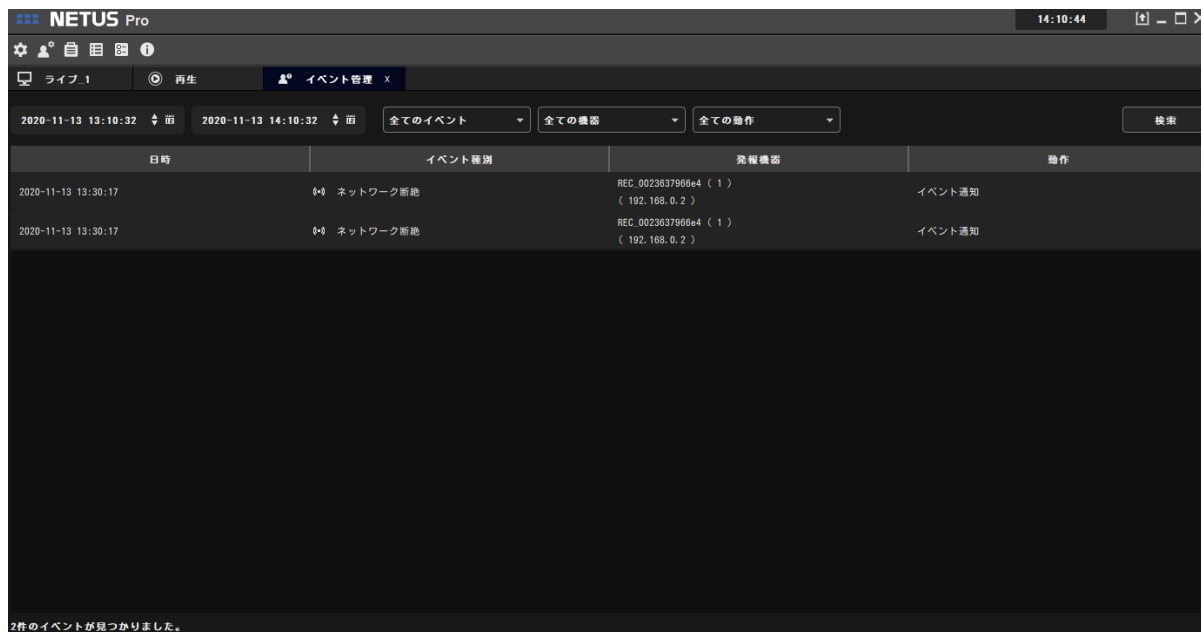 NETUS Pro
14:10:44
ライブ_1
再生
イベント管理 x
2020-11-13 13:10:32
2020-11-13 14:10:32
全てのイベント
全ての機器
全ての動作
検索
日時
イベント種別
発報機器
動作
2020-11-13 13:30:17
ネットワーク断絶
REC_0023637966e4 ( 1 )
( 192.168.0.2 )
イベント通知
2020-11-13 13:30:17
ネットワーク断絶
REC_0023637966e4 ( 1 )
( 192.168.0.2 )
イベント通知
2件のイベントが見つかりました。